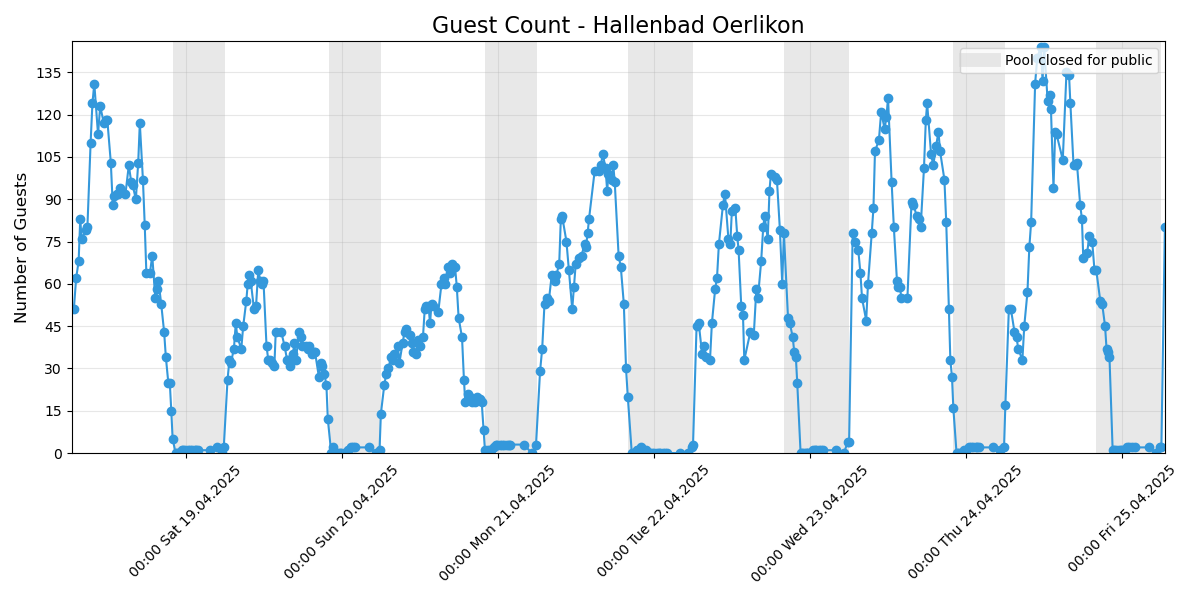 Guest Count - Hallenbad Oerlikon
Pool closed for public
Number of Guests
135
120
105
90
75
60
45
30
15
0
00:00 Sat 19.04.2025
00:00 Sun 20.04.2025
00:00 Mon 21.04.2025
00:00 Tue 22.04.2025
00:00 Wed 23.04.2025
00:00 Thu 24.04.2025
00:00 Fri 25.04.2025